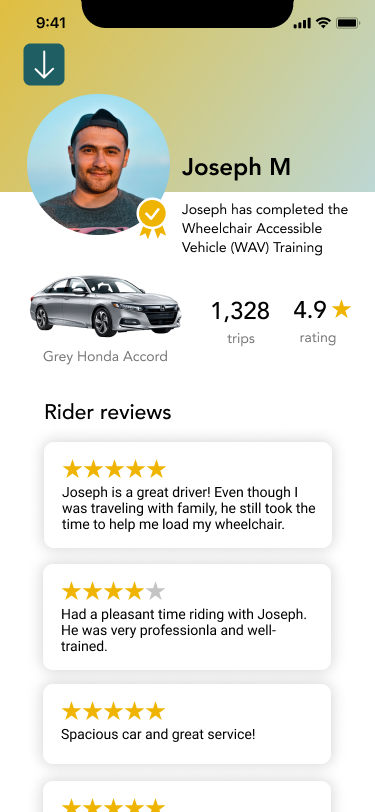 9:41
Joseph M
Joseph has completed the
Wheelchair Accessible
Vehicle (WAV) Training
1,328
4.9
trips
rating
Grey Honda Accord
Rider reviews
Joseph is a great driver! Even though I
was traveling with family, he still took the
time to help me load my wheelchair.
Had a pleasant time riding with Joseph.
He was very professionla and well-
trained.
Spacious car and great service!